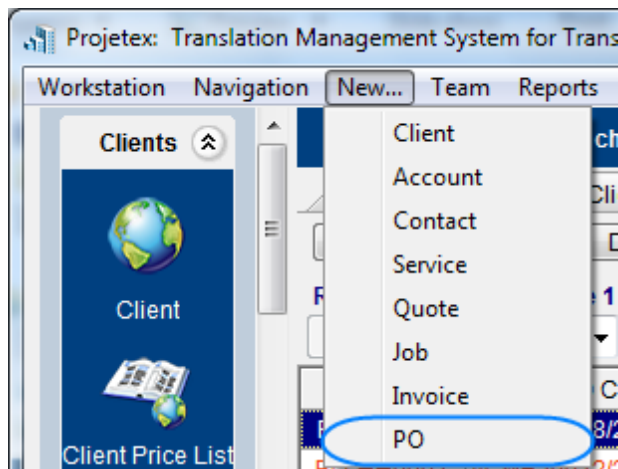 Projetex: Translation Management System for Trans
Workstation Navigation New... Team Reports
Clients
Client
Client Price List
Client
Account
Contact
Service
Quote
Job
Invoice
PO